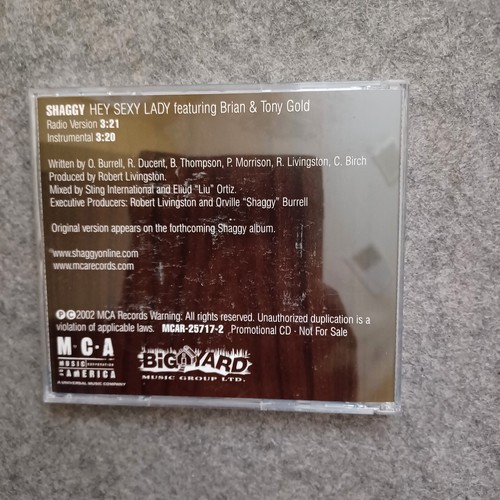 SHAGGY HEY SEXY LADY featuring Brian & Tony Gold
Radio Version 3:21
Instrumental 3:20
Written by O. Burrell, R. Ducent, B. Thompson, P. Morrison, R. Livingston, C. Birch
Produced by Robert Livingston.
Mixed by Sting International and Eliud "Liu" Ortiz.
Executive Producers: Robert Livingston and Orville "Shaggy" Burrell
Original version appears on the forthcoming Shaggy album.
www.shaggyonline.com
www.mcarecords.com
ⓅⒸ2002 MCA Records Warning. All rights reserved. Unauthorized duplication is a
violation of applicable laws. MCAR-25717-2 Promotional CD · Not For Sale
M·C·A
MUSIC CORPORATION
OF AMERICA
A UNIVERSAL MUSIC COMPANY
BIG YARD
MUSIC GROUP LTD.